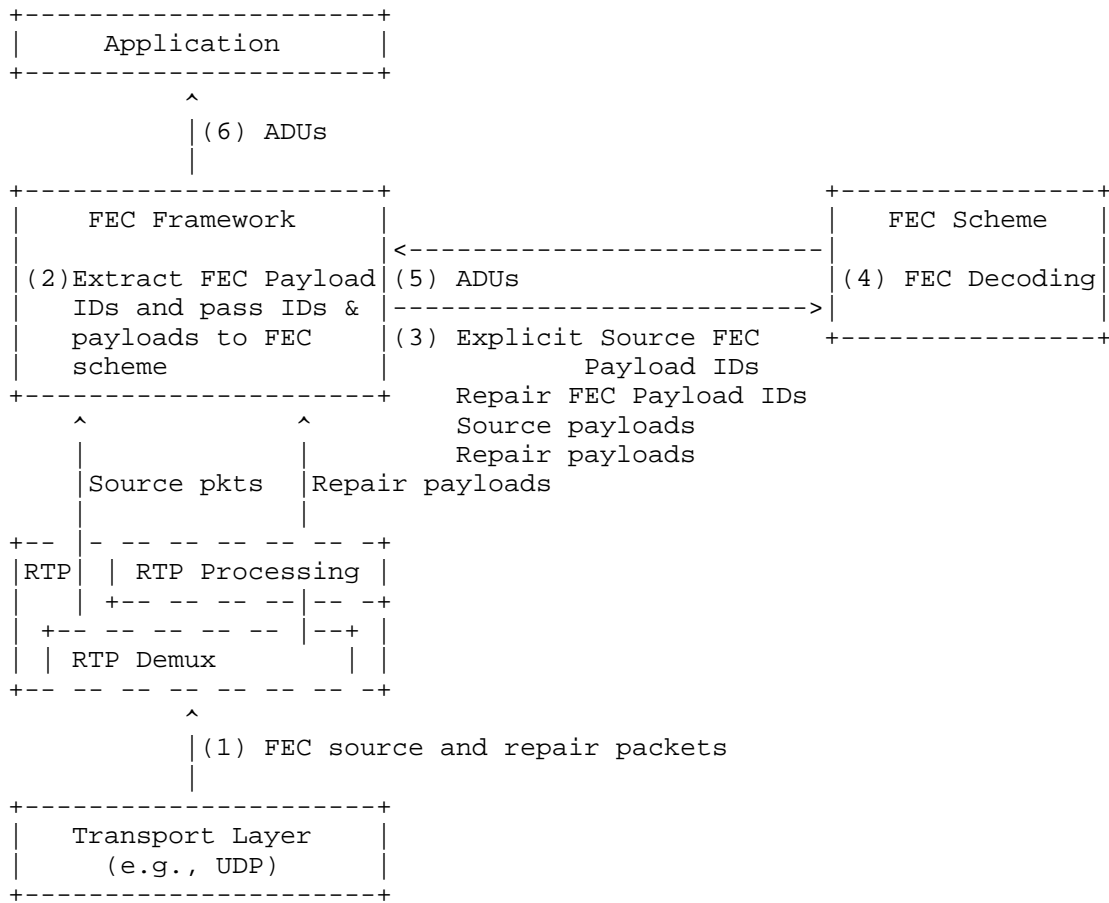 Application
(6) ADUs
FEC Framework FEC Scheme
(2)Extract FEC Payload (5) ADUs (4) FEC Decoding
IDs and pass IDs &
payloads to FEC (3) Explicit Source FEC
scheme Payload IDs
Repair FEC Payload IDs
Source payloads
Repair payloads
Source pkts Repair payloads
RTP RTP Processing
RTP Demux
(1) FEC source and repair packets
Transport Layer
(e.g., UDP)